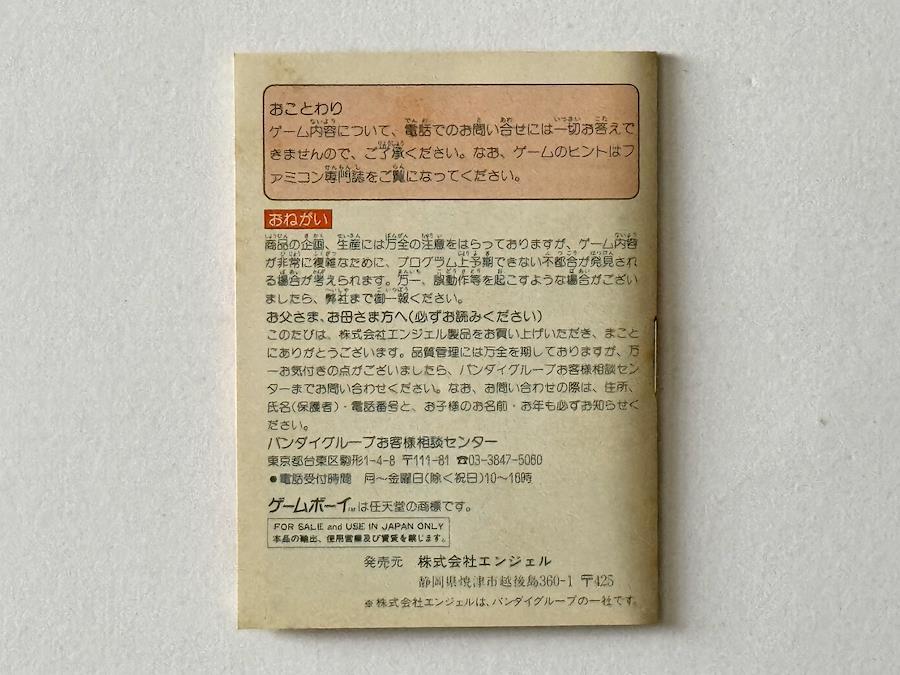 おことわり
ゲーム内容について、電話でのお問い合せには一切お答えで
きませんので、ご了承ください。なお、ゲームのヒントはフ
ァミコン専門誌をご覧になってください。
おねがい
商品の企画、生産には万全の注意をはらっておりますが、ゲーム内容
が非常に複雑なために、プログラム上予期できない不都合が発見され
る場合が考えられます。万一、誤動作等を起こすような場合がござい
ましたら、弊社まで御一報ください。
お父さま、お母さま方へ(必ずお読みください)
このたびは、株式会社エンジェル製品をお買い上げいただき、まこと
にありがとうございます。品質管理には万全を期しておりますが、万
一お気付きの点がございましたら、バンダイグループお客様相談セン
ターまでお問い合わせください。なお、お問い合わせの際は、住所、
氏名(保護者)・電話番号と、お子様のお名前・お年も必ずお知らせく
ださい。
バンダイグループお客様相談センター
東京都台東区駒形1-4-8 〒111-81 ☎03-3847-5060
●電話受付時間 月〜金曜日(除く祝日)10〜16時
ゲームボーイTMは任天堂の商標です。
FOR SALE and USE IN JAPAN ONLY
本品の輸出、使用営業及び賃貸を禁じます。
発売元 株式会社エンジェル
静岡県焼津市越後島360-1 〒425
※株式会社エンジェルは、バンダイグループの一社です。